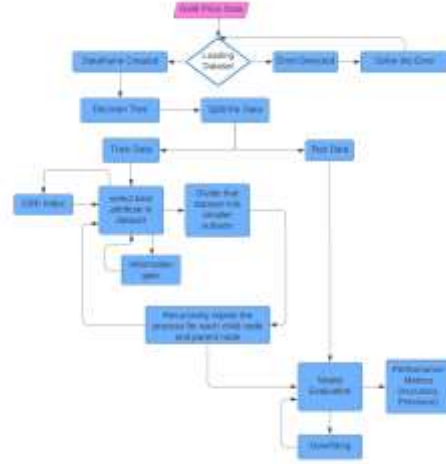 Gold Price Data
Loading
Dataset
Dataframe Created
Error Detected
Solve the Error
Decision Tree
Split the Data
Train Data
Test Data
Gini Index
select best
attribute in
dataset
Divide that
dataset into
smaller
subsets
Information
gain
Recursively repeat the
process for each child node
and parent node
Model
Evaluation
Performance
Metrics
(Accuracy,
Precision)
Overfitting